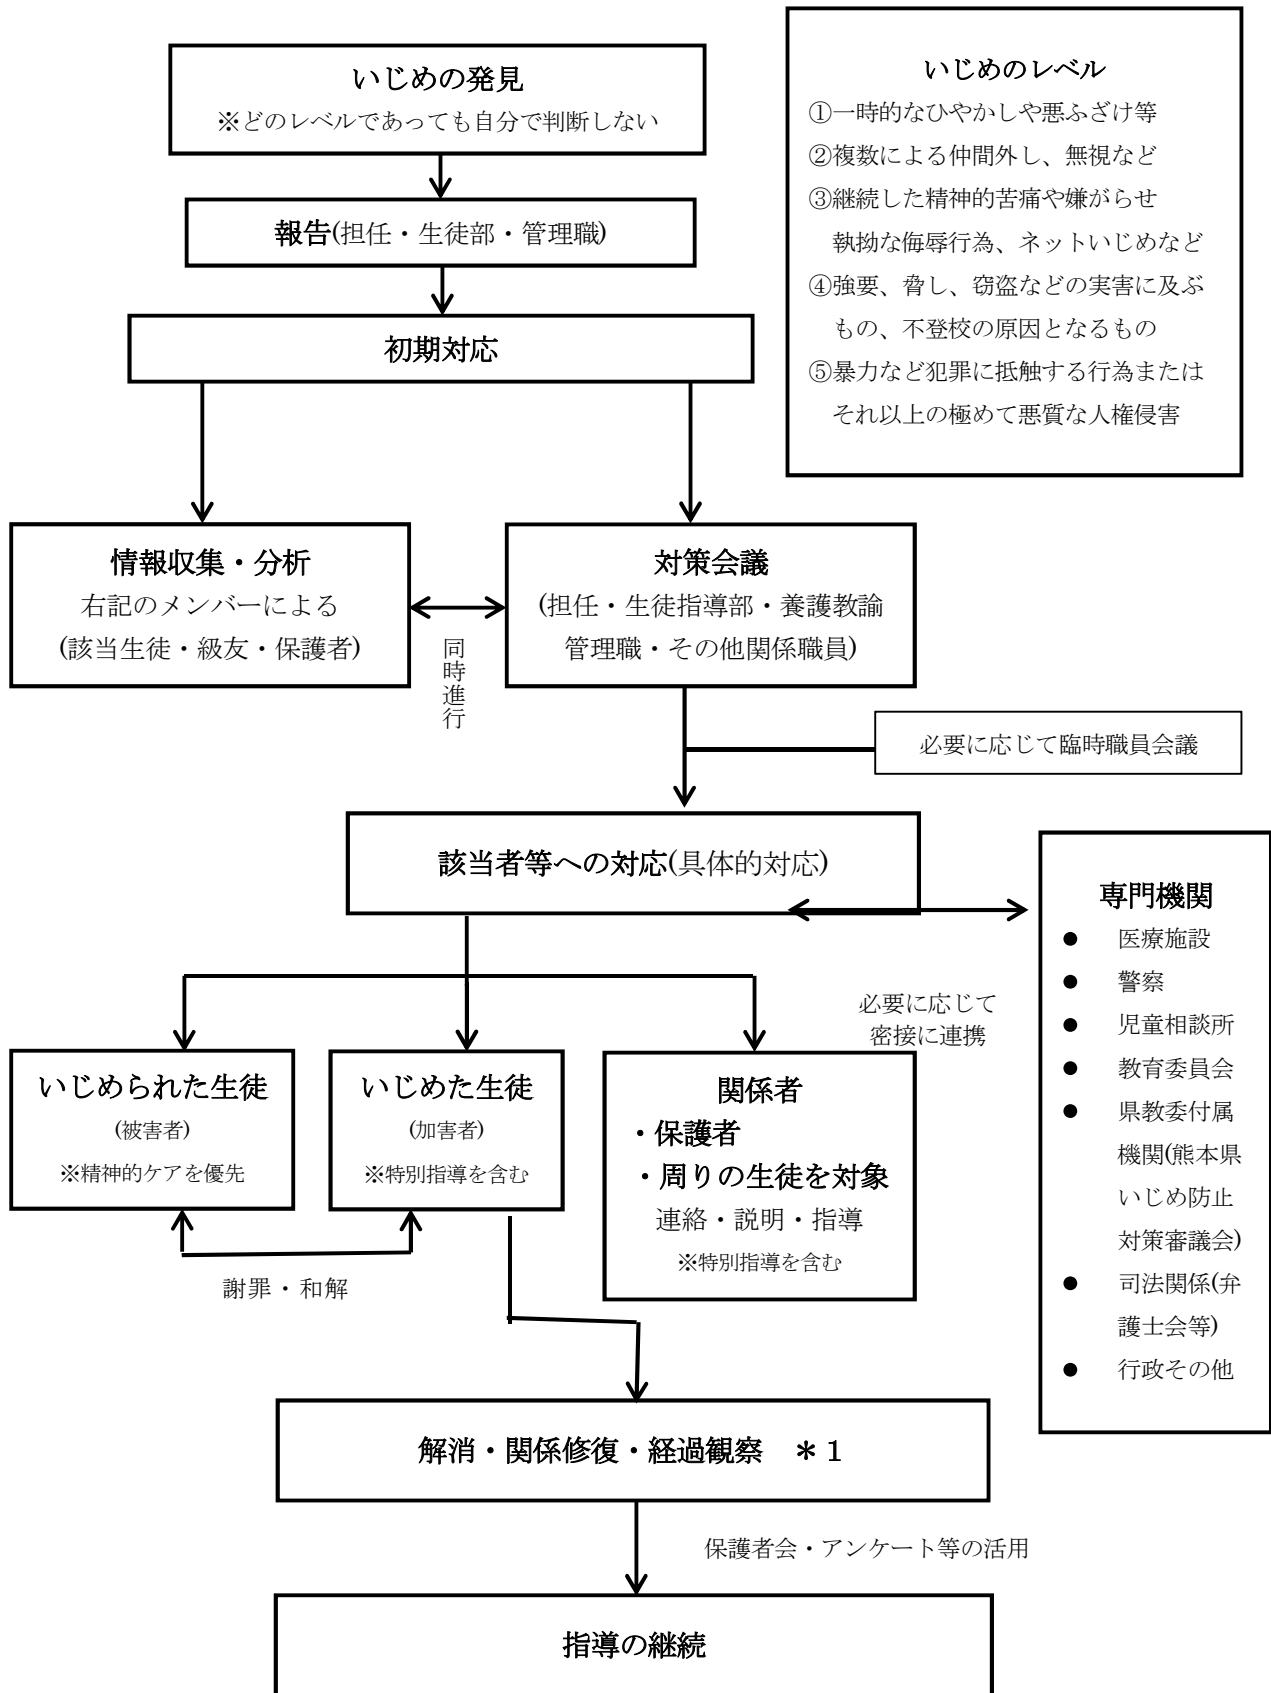 いじめの発見
※どのレベルであっても自分で判断しない
報告(担任・生徒部・管理職)
初期対応
いじめのレベル
①一時的なひやかしや悪ふざけ等
②複数による仲間外し、無視など
③継続した精神的苦痛や嫌がらせ
執拗な侮辱行為、ネットいじめなど
④強要、脅し、窃盗などの実害に及ぶ
もの、不登校の原因となるもの
⑤暴力など犯罪に抵触する行為または
それ以上の極めて悪質な人権侵害
情報収集・分析
右記のメンバーによる
(該当生徒・級友・保護者)
同時進行
対策会議
(担任・生徒指導部・養護教諭
管理職・その他関係職員)
必要に応じて臨時職員会議
該当者等への対応(具体的対応)
必要に応じて
密接に連携
専門機関
● 医療施設
● 警察
● 児童相談所
● 教育委員会
● 県教委付属
機関(熊本県
いじめ防止
対策審議会)
● 司法関係(弁
護士会等)
● 行政その他
いじめられた生徒
(被害者)
※精神的ケアを優先
いじめた生徒
(加害者)
※特別指導を含む
関係者
・保護者
・周りの生徒を対象
連絡・説明・指導
※特別指導を含む
謝罪・和解
解消・関係修復・経過観察 ＊１
保護者会・アンケート等の活用
指導の継続